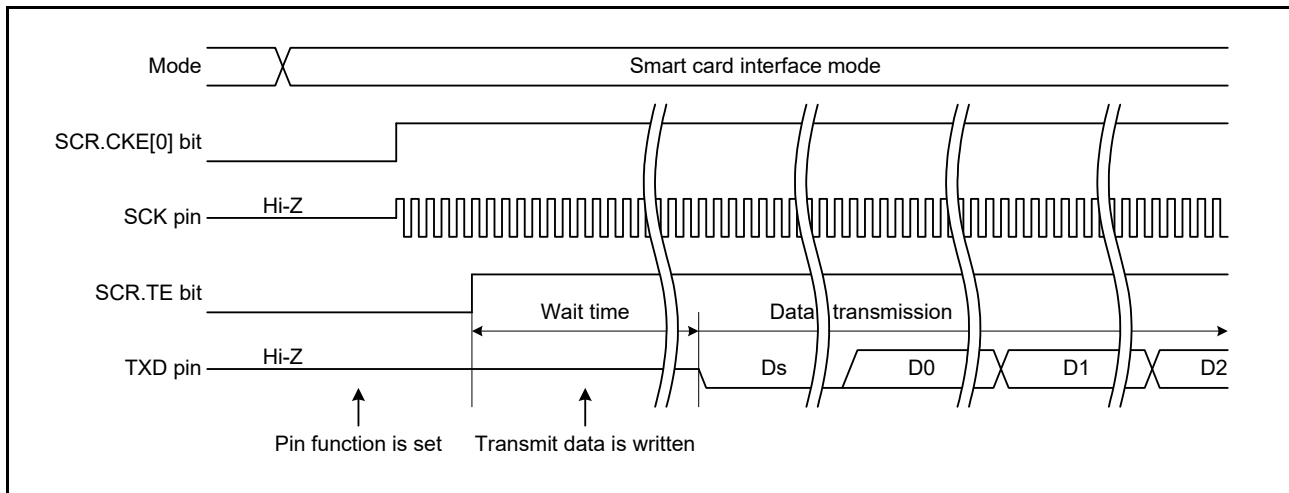 Mode
Smart card interface mode
SCR.CKE[0] bit
SCK pin
Hi-Z
SCR.TE bit
Wait time
Data transmission
TXD pin
Hi-Z
Ds
D0
D1
D2
Pin function is set
Transmit data is written